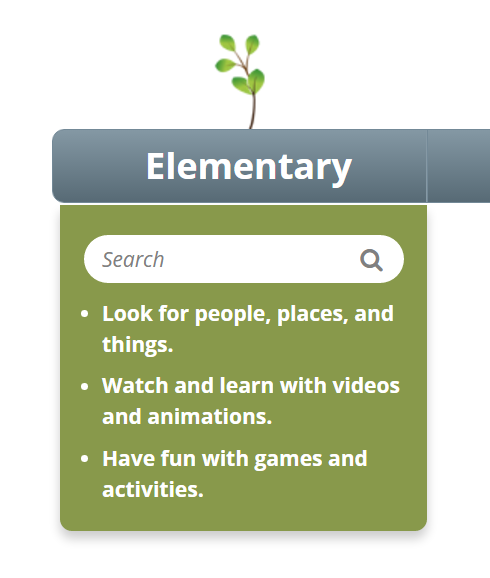 Elementary
Search
• Look for people, places, and
things.
• Watch and learn with videos
and animations.
• Have fun with games and
activities.